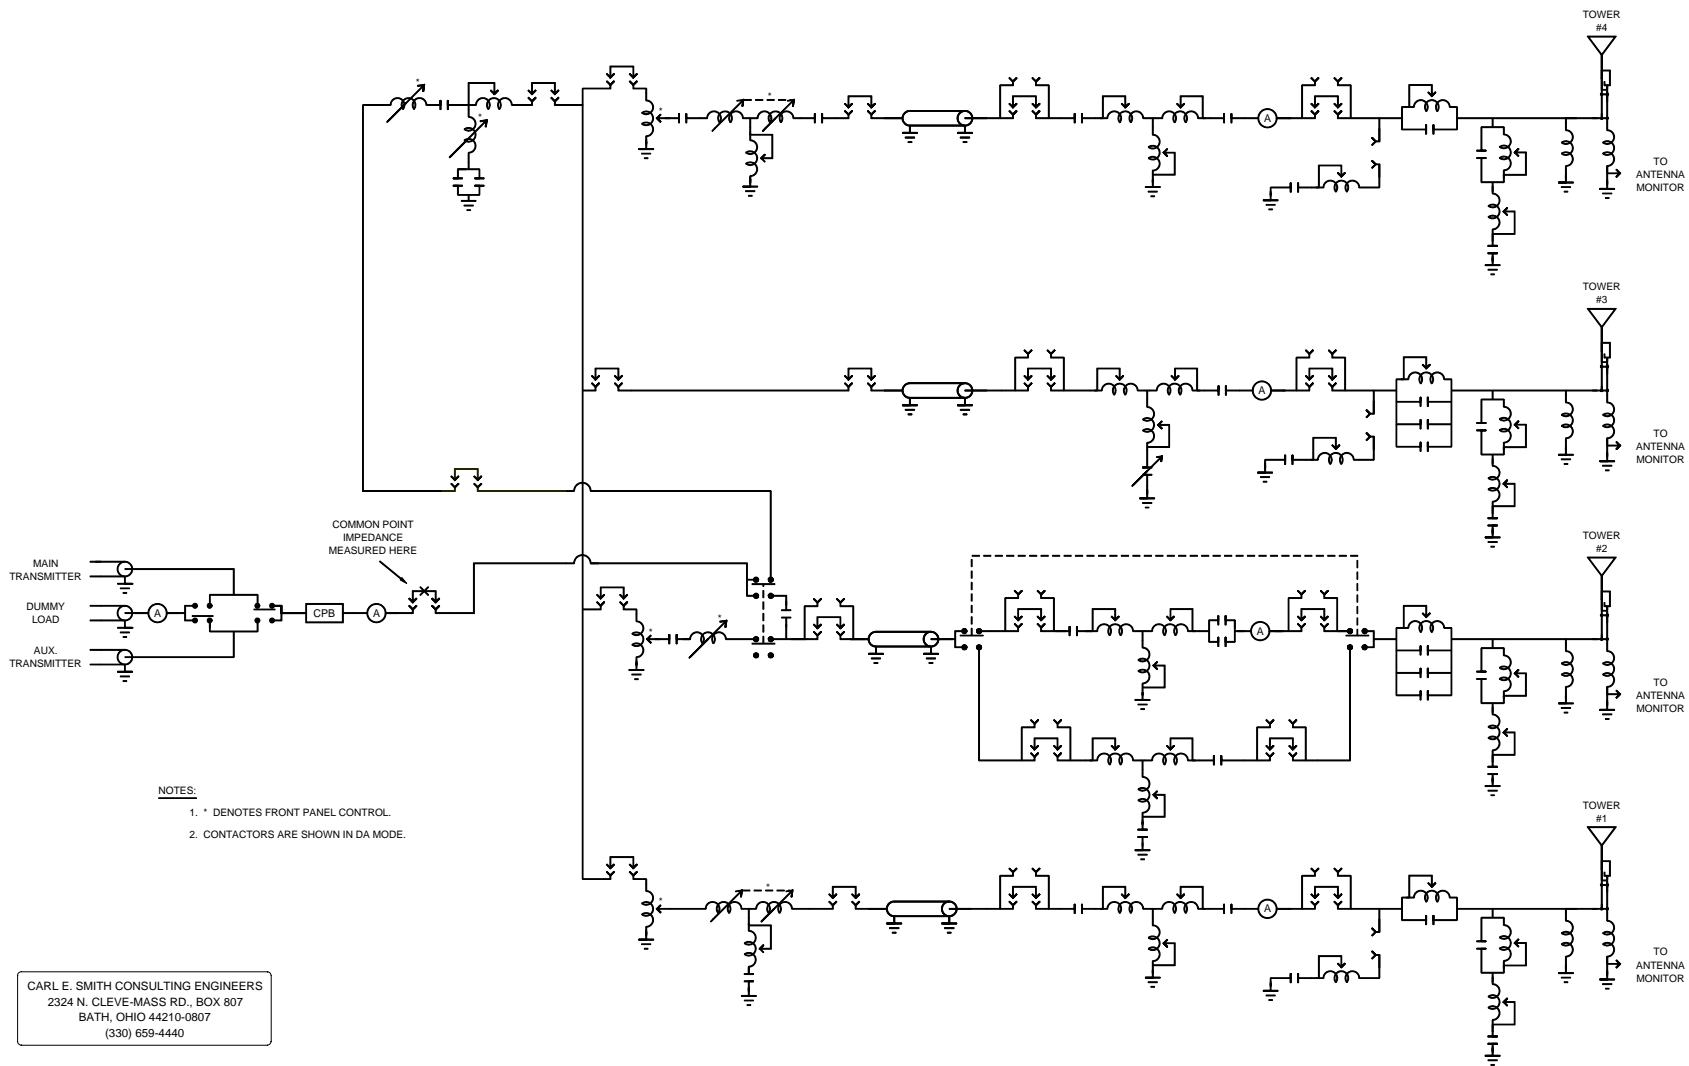 TOWER
#4
*
*
*
*
A
TO
ANTENNA
MONITOR
TOWER
#3
A
TO
ANTENNA
MONITOR
COMMON POINT
IMPEDANCE
MEASURED HERE
MAIN
TRANSMITTER
DUMMY
LOAD
AUX.
TRANSMITTER
A
CPB
A
*
*
TOWER
#2
A
TO
ANTENNA
MONITOR
NOTES:
1. * DENOTES FRONT PANEL CONTROL.
2. CONTACTORS ARE SHOWN IN DA MODE.
TOWER
#1
*
*
A
TO
ANTENNA
MONITOR
CARL E. SMITH CONSULTING ENGINEERS
2324 N. CLEVE-MASS RD., BOX 807
BATH, OHIO 44210-0807
(330) 659-4440